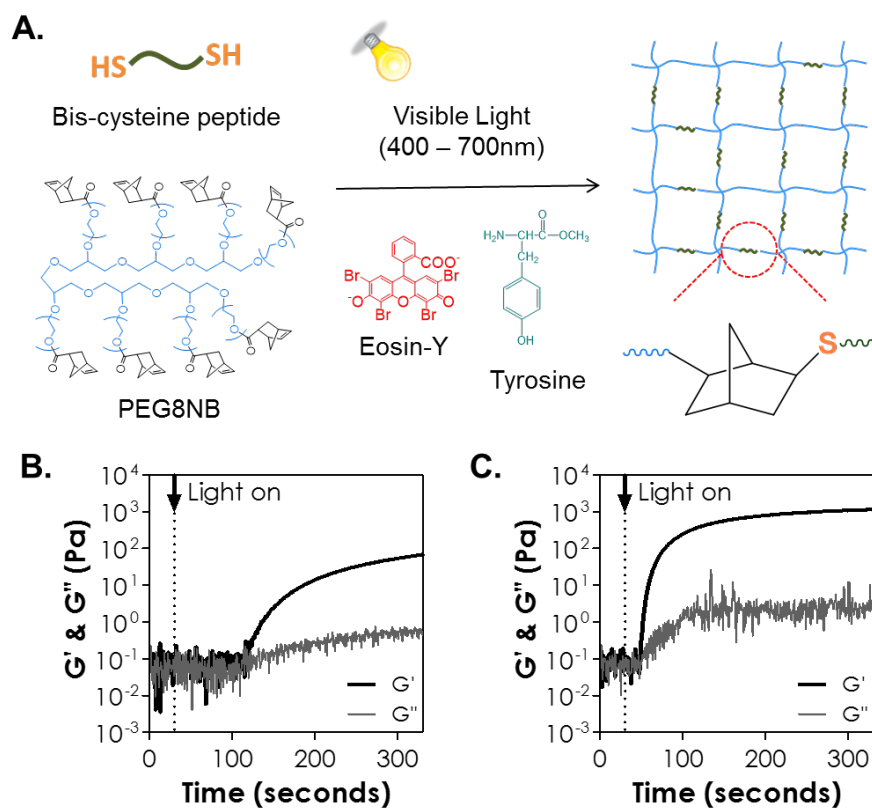 A.
HS SH
Bis-cysteine peptide
Visible Light
(400 – 700nm)
O O O O
O O O O
O O O O O
O O O O
O O O O
O O O O
PEG8NB
COO⁻
Br Br
⁻O O O
Br Br
Eosin-Y
O
H₂N—CH—C—OCH₃
CH₂
OH
Tyrosine
S
B.
G' & G" (Pa)
10⁴
10³
10²
10¹
10⁰
10⁻¹
10⁻²
10⁻³
Light on
G'
G"
0 100 200 300
Time (seconds)
C.
G' & G" (Pa)
10⁴
10³
10²
10¹
10⁰
10⁻¹
10⁻²
10⁻³
Light on
G'
G"
0 100 200 300
Time (seconds)